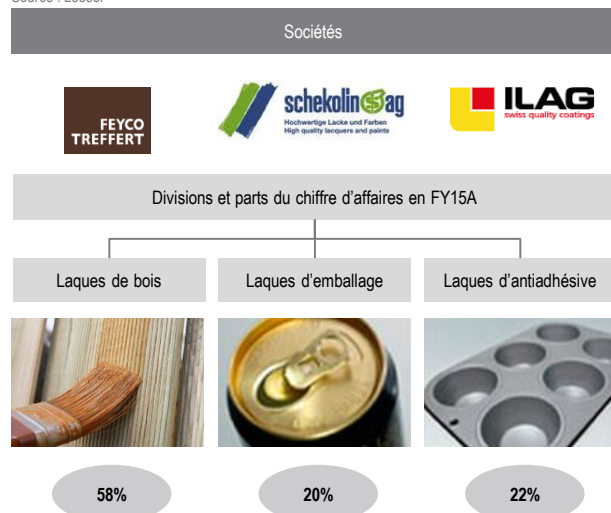 Sociétés
FEYCO
TREFFERT
schekolin ag
Hochwertige Lacke und Farben
High quality lacquers and paints
ILAG
swiss quality coatings
Divisions et parts du chiffre d'affaires en FY15A
Laques de bois
Laques d'emballage
Laques d'antiadhésive
58%
20%
22%